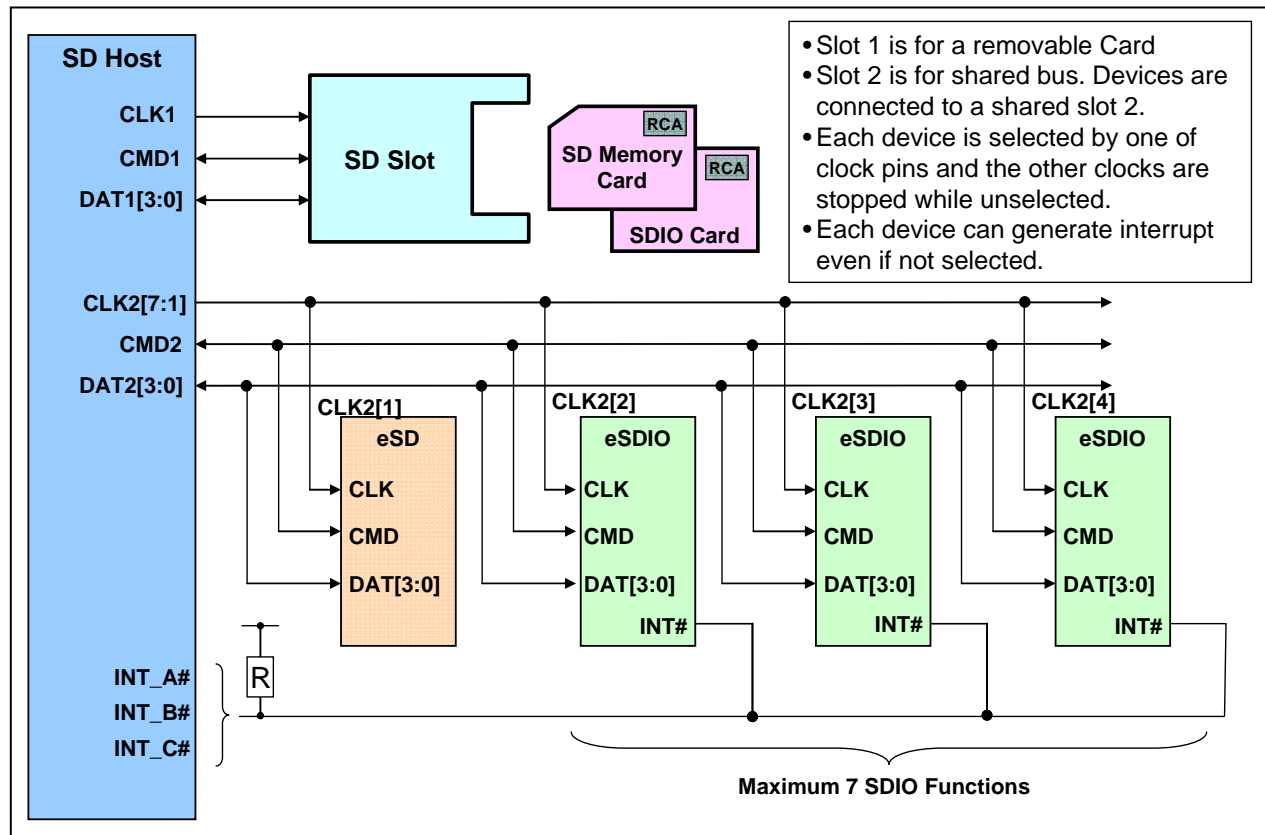 SD Host
CLK1
CMD1
DAT1[3:0]
SD Slot
RCA
SD Memory
Card
RCA
SDIO Card
•Slot 1 is for a removable Card
•Slot 2 is for shared bus. Devices are
connected to a shared slot 2.
•Each device is selected by one of
clock pins and the other clocks are
stopped while unselected.
•Each device can generate interrupt
even if not selected.
CLK2[7:1]
CMD2
DAT2[3:0]
CLK2[1]
eSD
CLK
CMD
DAT[3:0]
CLK2[2]
eSDIO
CLK
CMD
DAT[3:0]
INT#
CLK2[3]
eSDIO
CLK
CMD
DAT[3:0]
INT#
CLK2[4]
eSDIO
CLK
CMD
DAT[3:0]
INT#
R
INT_A#
INT_B#
INT_C#
Maximum 7 SDIO Functions